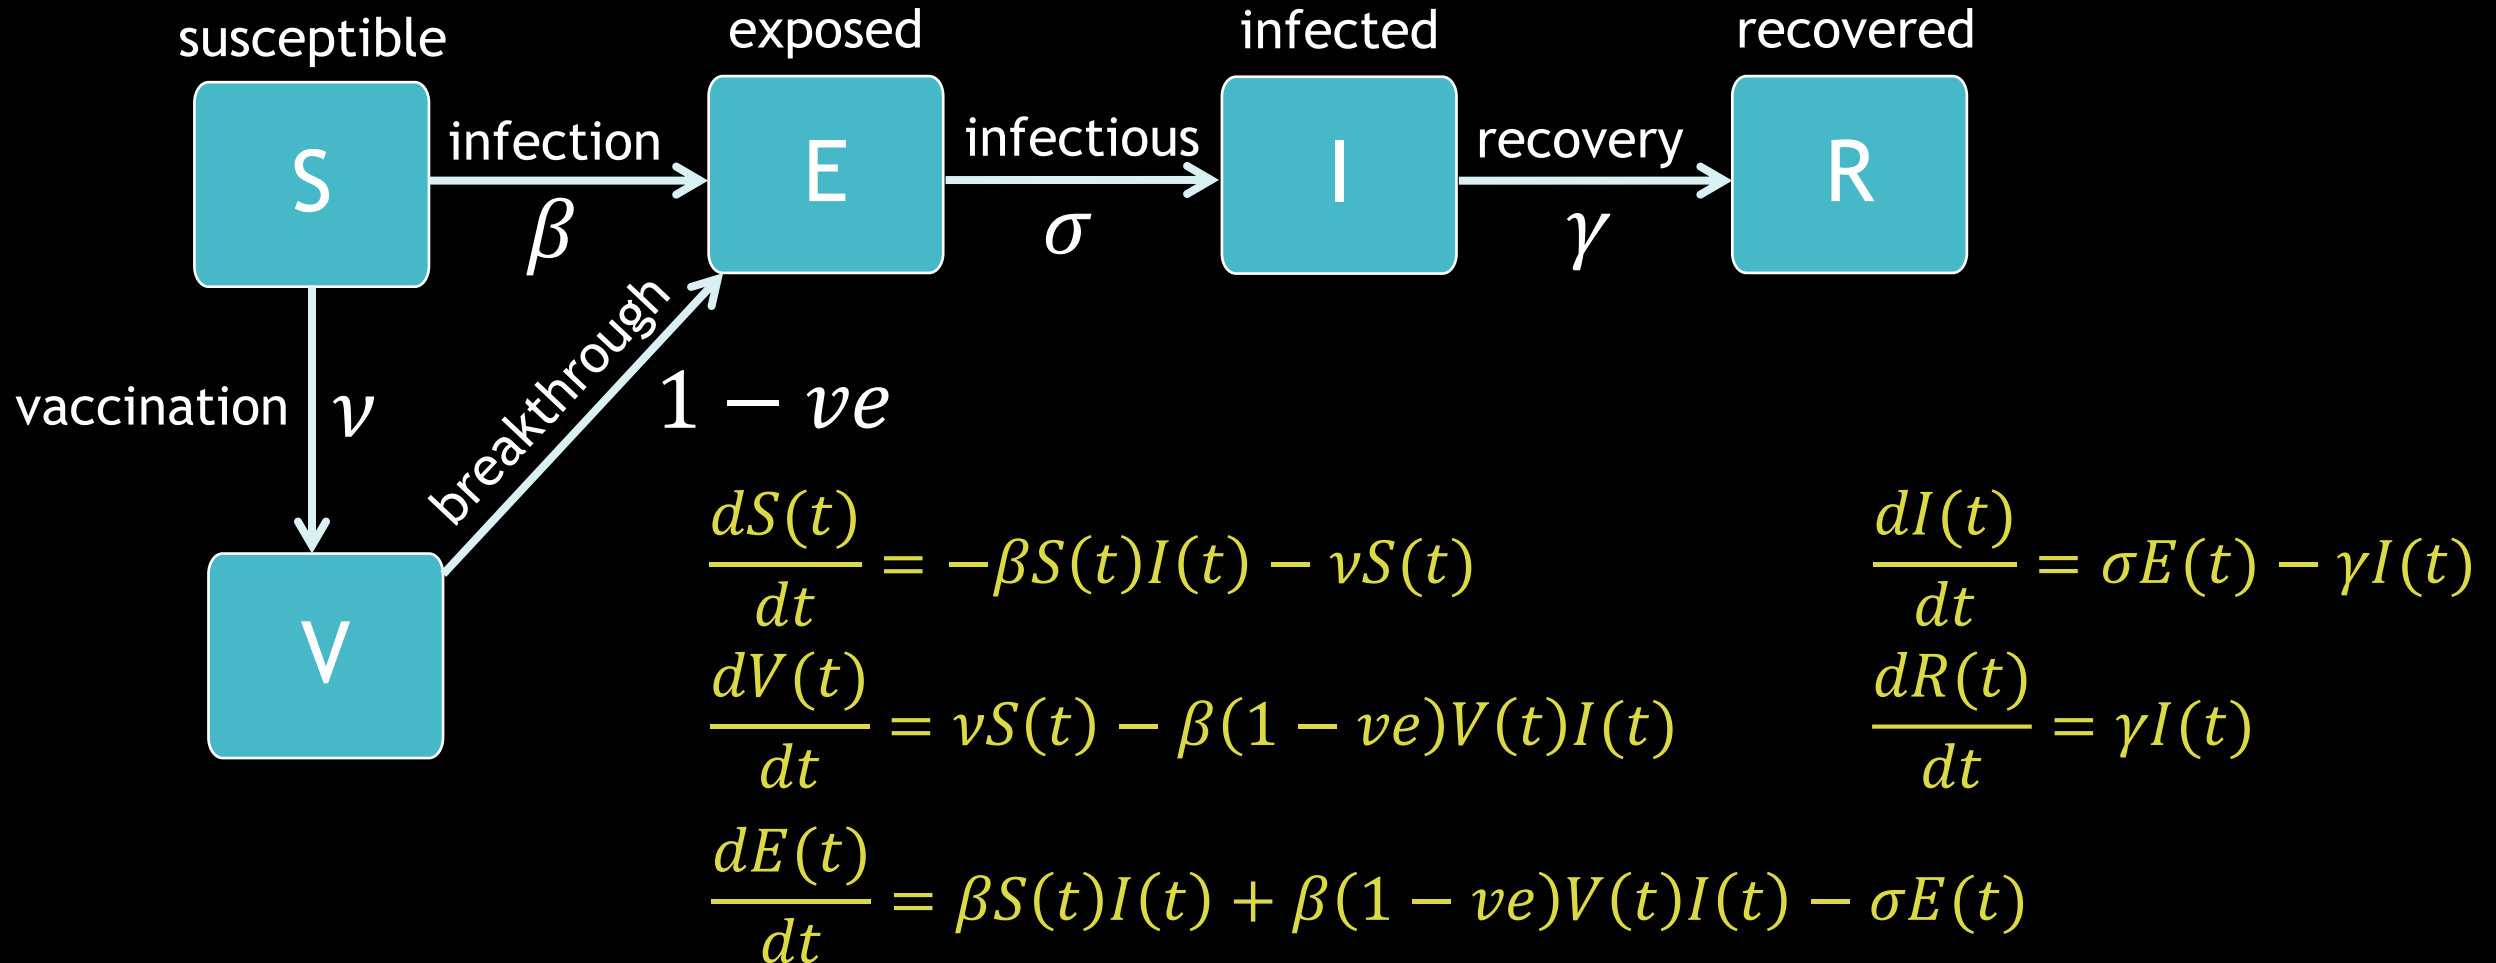 susceptible
exposed
infected
recovered
S
infection
β
E
infectious
σ
I
recovery
γ
R
vaccination
ν
breakthrough
1 − ve
V
dS(t)/dt = −βS(t)I(t) − νS(t)
dV(t)/dt = νS(t) − β(1 − ve)V(t)I(t)
dE(t)/dt = βS(t)I(t) + β(1 − ve)V(t)I(t) − σE(t)
dI(t)/dt = σE(t) − γI(t)
dR(t)/dt = γI(t)